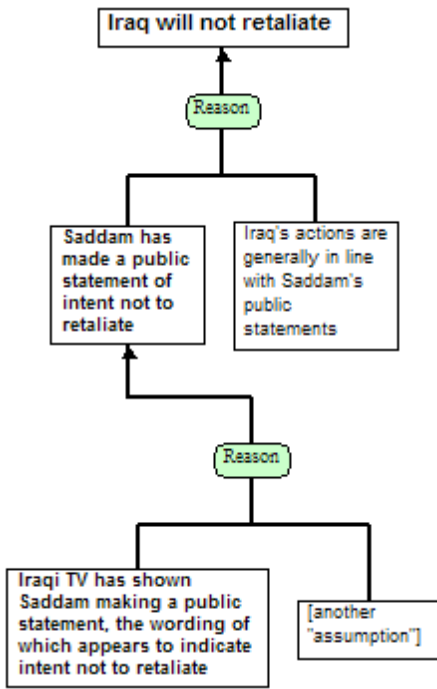 Iraq will not retaliate
Reason
Saddam has
made a public
statement of
intent not to
retaliate
Iraq's actions are
generally in line
with Saddam's
public
statements
Reason
Iraqi TV has shown
Saddam making a public
statement, the wording of
which appears to indicate
intent not to retaliate
[another
"assumption"]